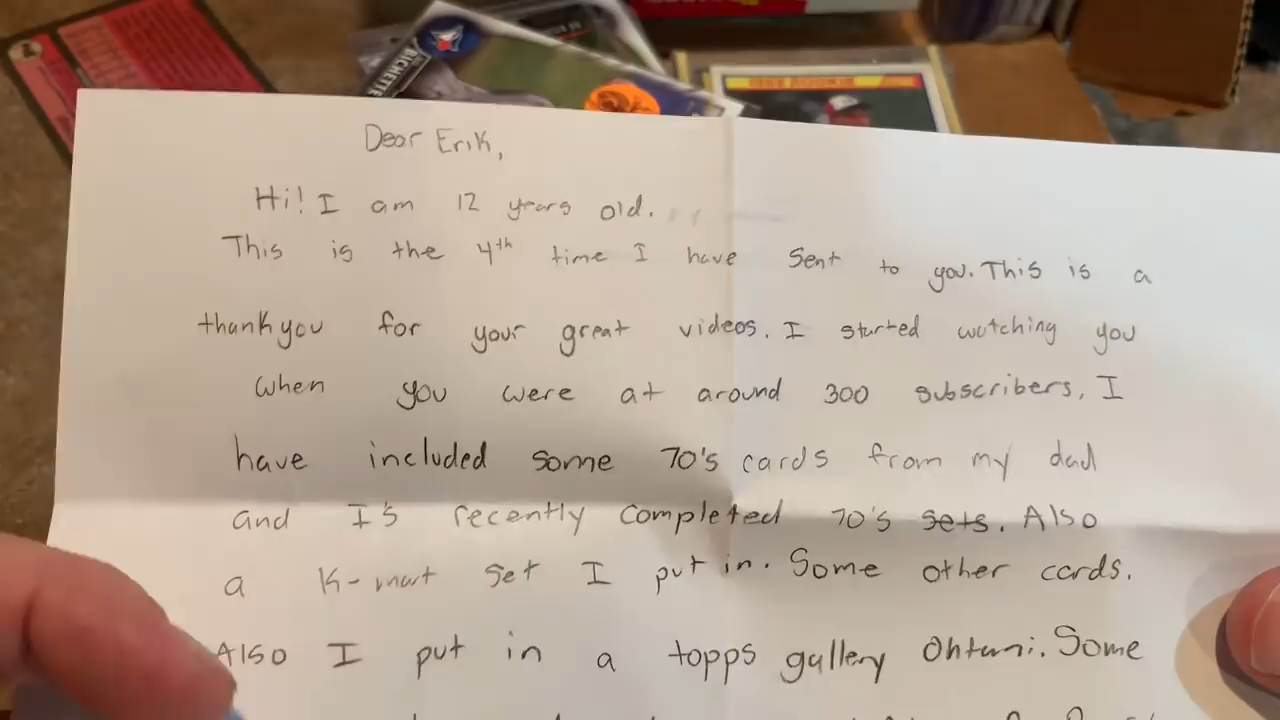 BICHETTE
Dear Erik,
Hi! I am 12 years old.
This is the 4th time I have sent to you. This is a
thankyou for your great videos. I started watching you
when you were at around 300 subscribers. I
have included some 70's cards from my dad
and I's recently completed 70's sets. Also
a K-mart set I put in. Some other cards.
Also I put in a topps gallery Ohtani. Some